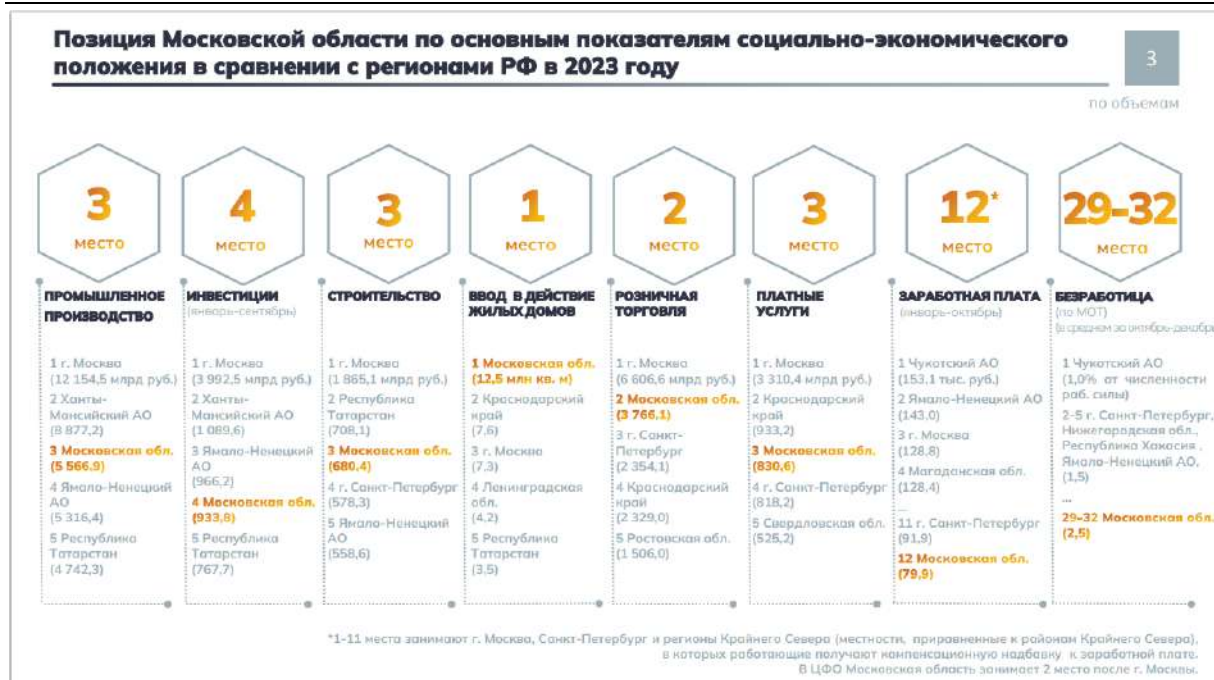 Позиция Московской области по основным показателям социально-экономического
положения в сравнении с регионами РФ в 2023 году
3
по объемам
3
место
4
место
3
место
1
место
2
место
3
место
12*
место
29-32
места
ПРОМЫШЛЕННОЕ
ПРОИЗВОДСТВО
1 г. Москва
(12 154,5 млрд руб.)
2 Ханты-
Мансийский АО
(8 877,2)
3 Московская обл.
(5 566,9)
4 Ямало-Ненецкий
АО
(5 316,4)
5 Республика
Татарстан
(4 742,3)
ИНВЕСТИЦИИ
(январь-сентябрь)
1 г. Москва
(3 992,5 млрд руб.)
2 Ханты-
Мансийский АО
(1 089,6)
3 Ямало-Ненецкий
АО
(966,2)
4 Московская обл.
(933,8)
5 Республика
Татарстан
(767,7)
СТРОИТЕЛЬСТВО
1 г. Москва
(1 865,1 млрд руб.)
2 Республика
Татарстан
(708,1)
3 Московская обл.
(680,4)
4 г. Санкт-Петербург
(578,3)
5 Ямало-Ненецкий
АО
(558,6)
ВВОД В ДЕЙСТВИЕ
ЖИЛЫХ ДОМОВ
1 Московская обл.
(12,5 млн кв. м)
2 Краснодарский
край
(7,6)
3 г. Москва
(7,3)
4 Ленинградская
обл.
(4,2)
5 Республика
Татарстан
(3,5)
РОЗНИЧНАЯ
ТОРГОВЛЯ
1 г. Москва
(6 606,6 млрд руб.)
2 Московская обл.
(3 766,1)
3 г. Санкт-
Петербург
(2 354,1)
4 Краснодарский
край
(2 329,0)
5 Ростовская обл.
(1 506,0)
ПЛАТНЫЕ
УСЛУГИ
1 г. Москва
(3 310,4 млрд руб.)
2 Краснодарский
край
(933,2)
3 Московская обл.
(830,6)
4 г. Санкт-Петербург
(818,2)
5 Свердловская обл.
(525,2)
ЗАРАБОТНАЯ ПЛАТА
(январь-октябрь)
1 Чукотский АО
(153,1 тыс. руб.)
2 Ямало-Ненецкий АО
(143,0)
3 г. Москва
(128,8)
4 Магаданская обл.
(128,4)
...
11 г. Санкт-Петербург
(91,9)
12 Московская обл.
(79,9)
БЕЗРАБОТИЦА
(по МОТ)
(в среднем за октябрь-декабрь
1 Чукотский АО
(1,0% от численности
раб. силы)
2-5 г. Санкт-Петербург,
Нижегородская обл.,
Республика Хакасия ,
Ямало-Ненецкий АО,
(1,5)
...
29-32 Московская обл.
(2,5)
*1-11 места занимают г. Москва, Санкт-Петербург и регионы Крайнего Севера (местности, приравненные к районам Крайнего Севера),
в которых работающие получают компенсационную надбавку к заработной плате.
В ЦФО Московская область занимает 2 место после г. Москвы.